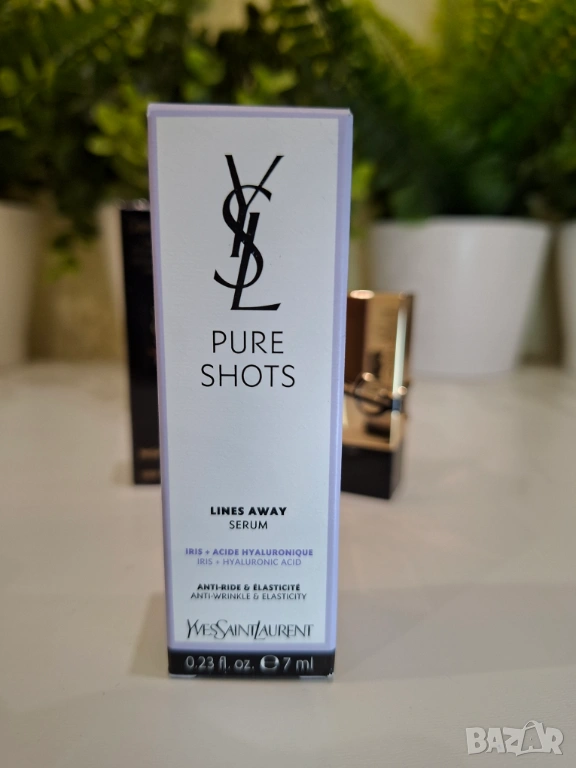 YSL
PURE
SHOTS
LINES AWAY
SERUM
IRIS + ACIDE HYALURONIQUE
IRIS + HYALURONIC ACID
ANTI-RIDE & ÉLASTICITÉ
ANTI-WRINKLE & ELASTICITY
YVESSAINTLAURENT
0.23 fl. oz. ℮ 7 ml
BAZAR